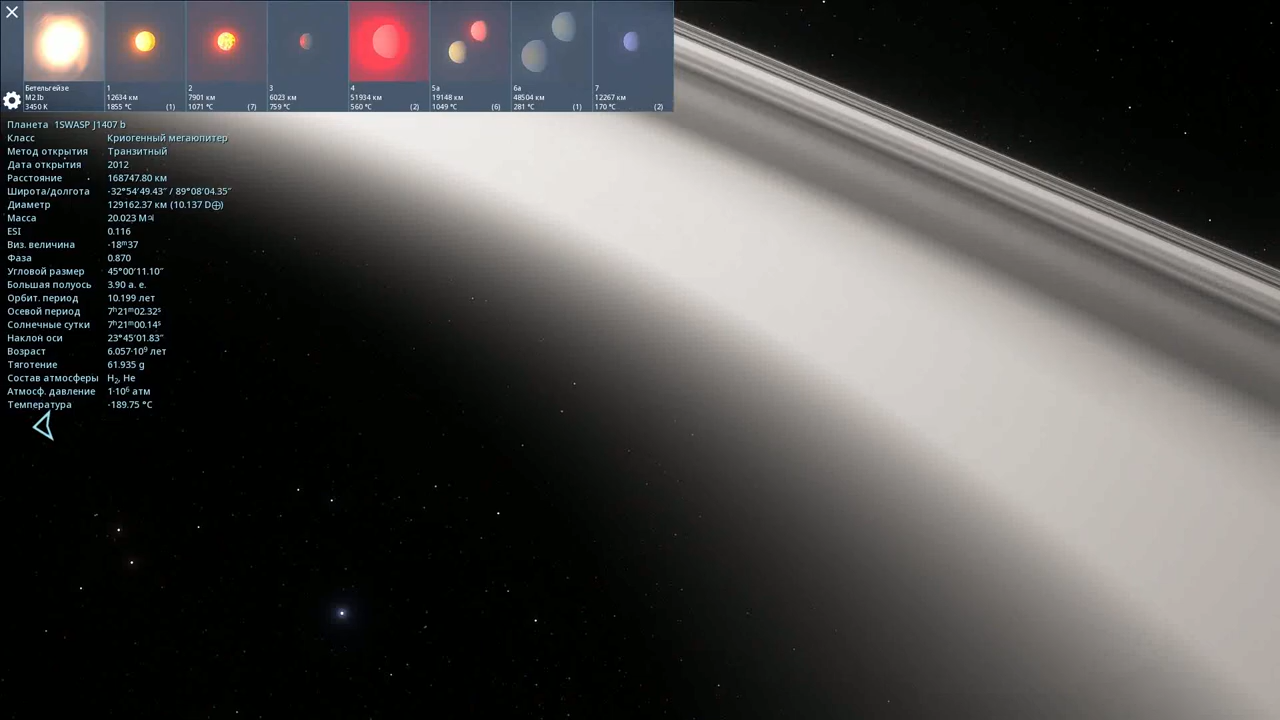 Бетельгейзе
M2 Ib
3450 K
1
12634 км
1855 °C (1)
2
7901 км
1071 °C (7)
3
6023 км
759 °C
4
51934 км
560 °C (2)
5a
19148 км
1049 °C (6)
6a
48504 км
281 °C (1)
7
12267 км
170 °C (2)
Планета 1SWASP J1407 b
Класс Криогенный мегаюпитер
Метод открытия Транзитный
Дата открытия 2012
Расстояние 168747.80 км
Широта/долгота -32°54′49.43″ / 89°08′04.35″
Диаметр 129162.37 км (10.137 D⊕)
Масса 20.023 M♃
ESI 0.116
Виз. величина -18ᵐ37
Фаза 0.870
Угловой размер 45°00′11.10″
Большая полуось 3.90 а. е.
Орбит. период 10.199 лет
Осевой период 7ʰ21ᵐ02.32ˢ
Солнечные сутки 7ʰ21ᵐ00.14ˢ
Наклон оси 23°45′01.83″
Возраст 6.057·10⁹ лет
Тяготение 61.935 g
Состав атмосферы H₂, He
Атмосф. давление 1·10⁶ атм
Температура -189.75 °C